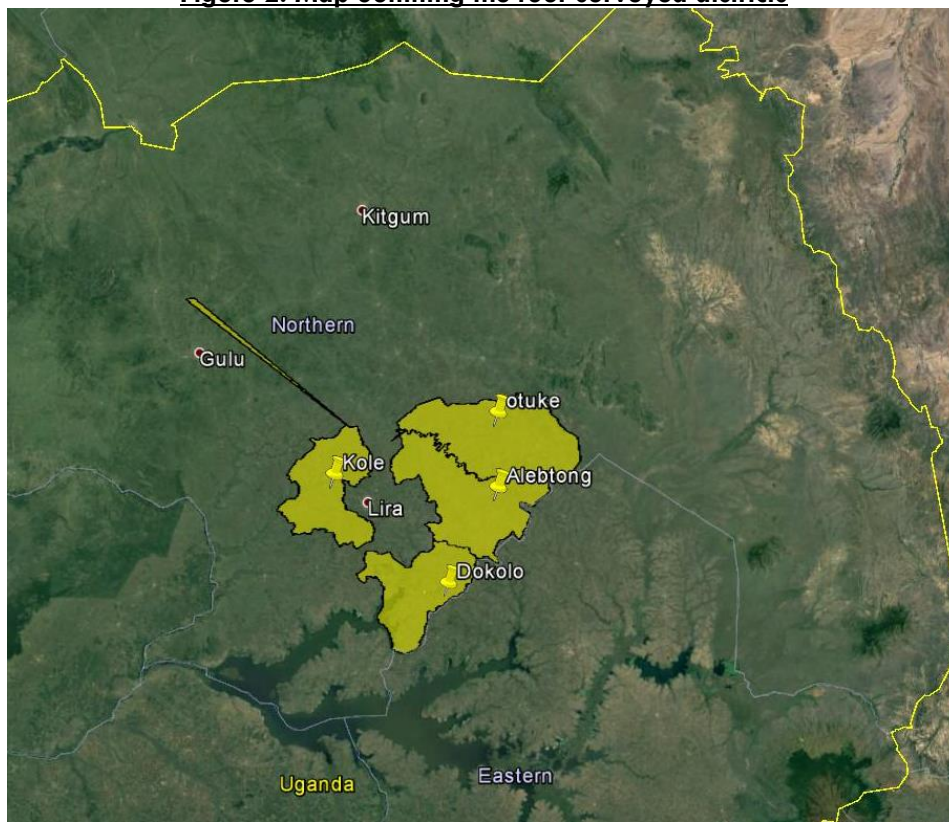 Kitgum
Northern
Gulu
otuke
Kole
Alebtong
Lira
Dokolo
Eastern
Uganda